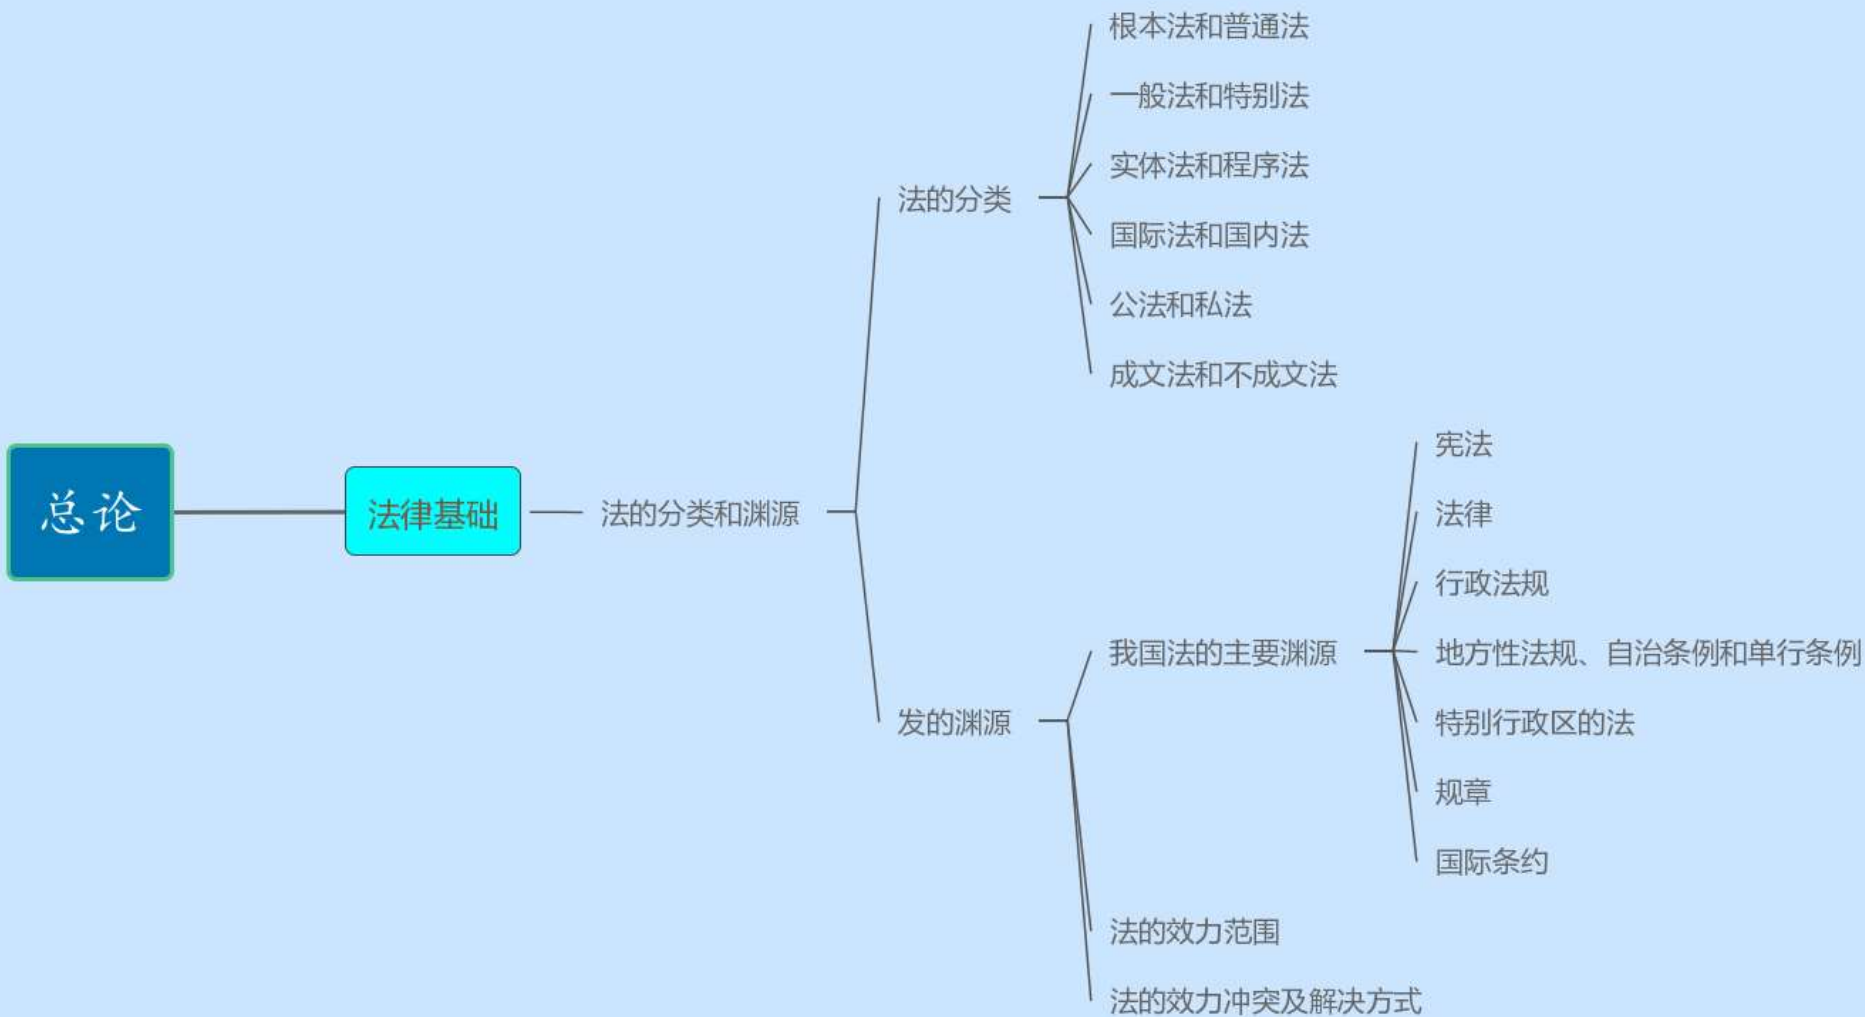 总论
法律基础
法的分类和渊源
法的分类
根本法和普通法
一般法和特别法
实体法和程序法
国际法和国内法
公法和私法
成文法和不成文法
发的渊源
我国法的主要渊源
宪法
法律
行政法规
地方性法规、自治条例和单行条例
特别行政区的法
规章
国际条约
法的效力范围
法的效力冲突及解决方式